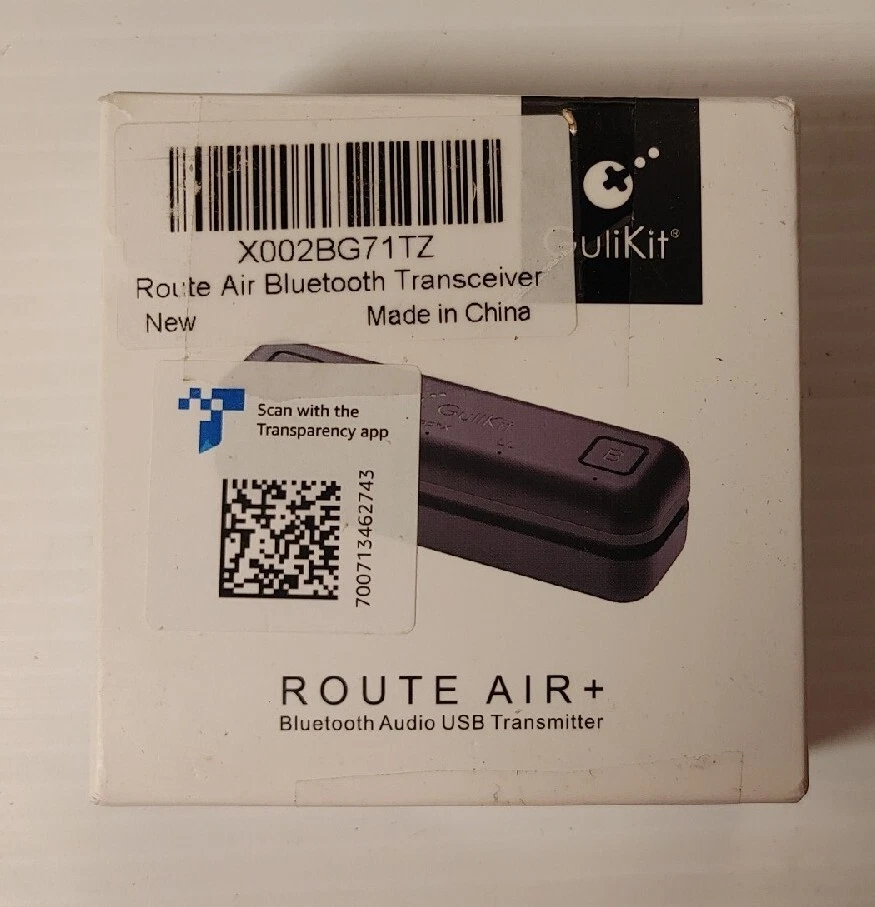 X002BG71TZ
Route Air Bluetooth Transceiver
New Made in China
GuliKit®
Scan with the
Transparency app
700713462743
GuliKit
B
ROUTE AIR+
Bluetooth Audio USB Transmitter